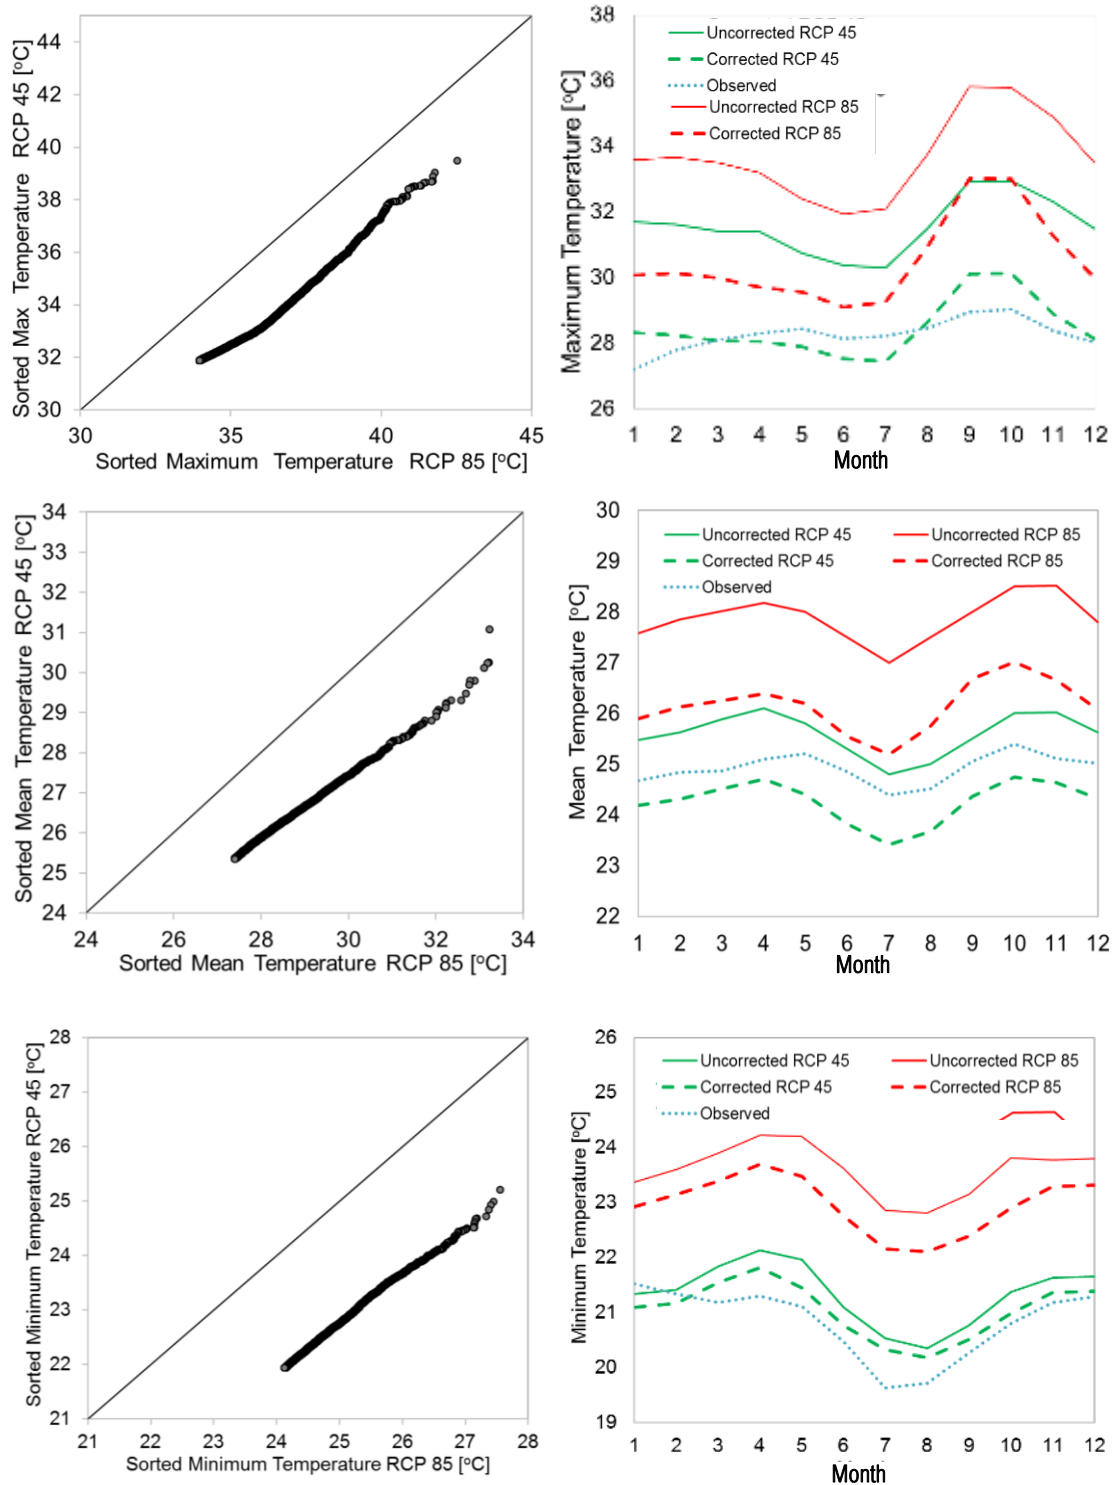 44
42
40
38
36
34
32
30
Sorted Max Temperature RCP 45 [°C]
30 35 40 45
Sorted Maximum Temperature RCP 85 [°C]
38
36
34
32
30
28
26
Maximum Temperature [°C]
Uncorrected RCP 45
Corrected RCP 45
Observed
Uncorrected RCP 85
Corrected RCP 85
1 2 3 4 5 6 7 8 9 10 11 12
Month
34
33
32
31
30
29
28
27
26
25
24
Sorted Mean Temperature RCP 45 [°C]
24 26 28 30 32 34
Sorted Mean Temperature RCP 85 [°C]
30
29
28
27
26
25
24
23
22
Mean Temperature [°C]
Uncorrected RCP 45 Uncorrected RCP 85
Corrected RCP 45 Corrected RCP 85
Observed
1 2 3 4 5 6 7 8 9 10 11 12
Month
28
27
26
25
24
23
22
21
Sorted Minimum Temperature RCP 45 [°C]
21 22 23 24 25 26 27 28
Sorted Minimum Temperature RCP 85 [°C]
26
25
24
23
22
21
20
19
Minimum Temperature [°C]
Uncorrected RCP 45 Uncorrected RCP 85
Corrected RCP 45 Corrected RCP 85
Observed
1 2 3 4 5 6 7 8 9 10 11 12
Month